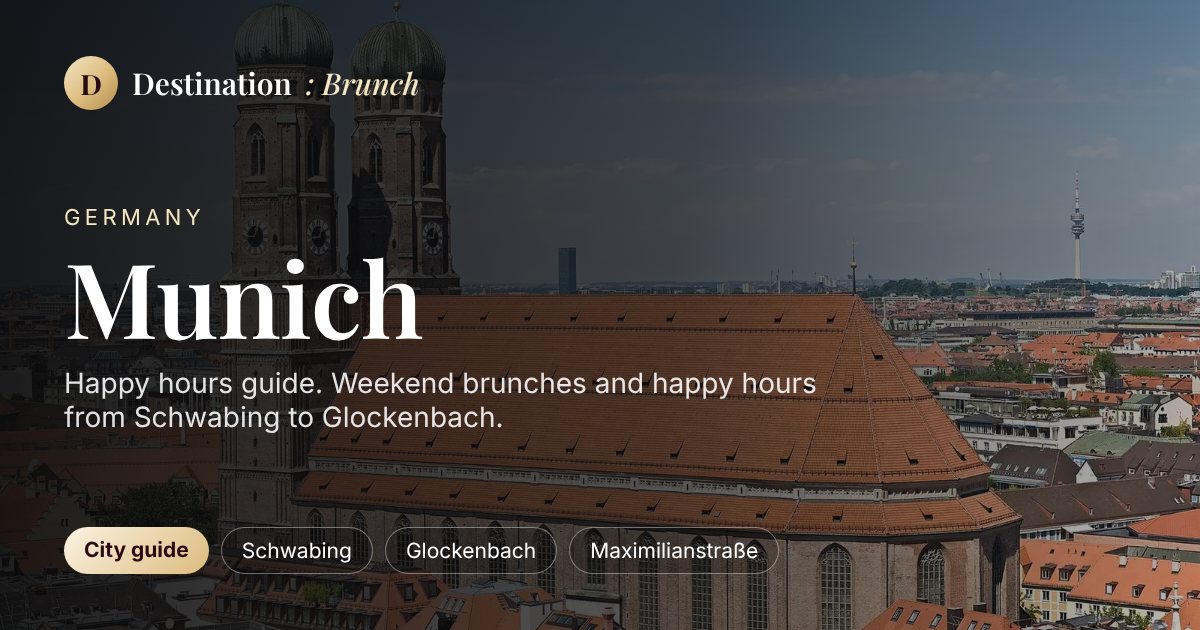 D Destination : Brunch
GERMANY
Munich
Happy hours guide. Weekend brunches and happy hours
from Schwabing to Glockenbach.
City guide Schwabing Glockenbach Maximilianstraße